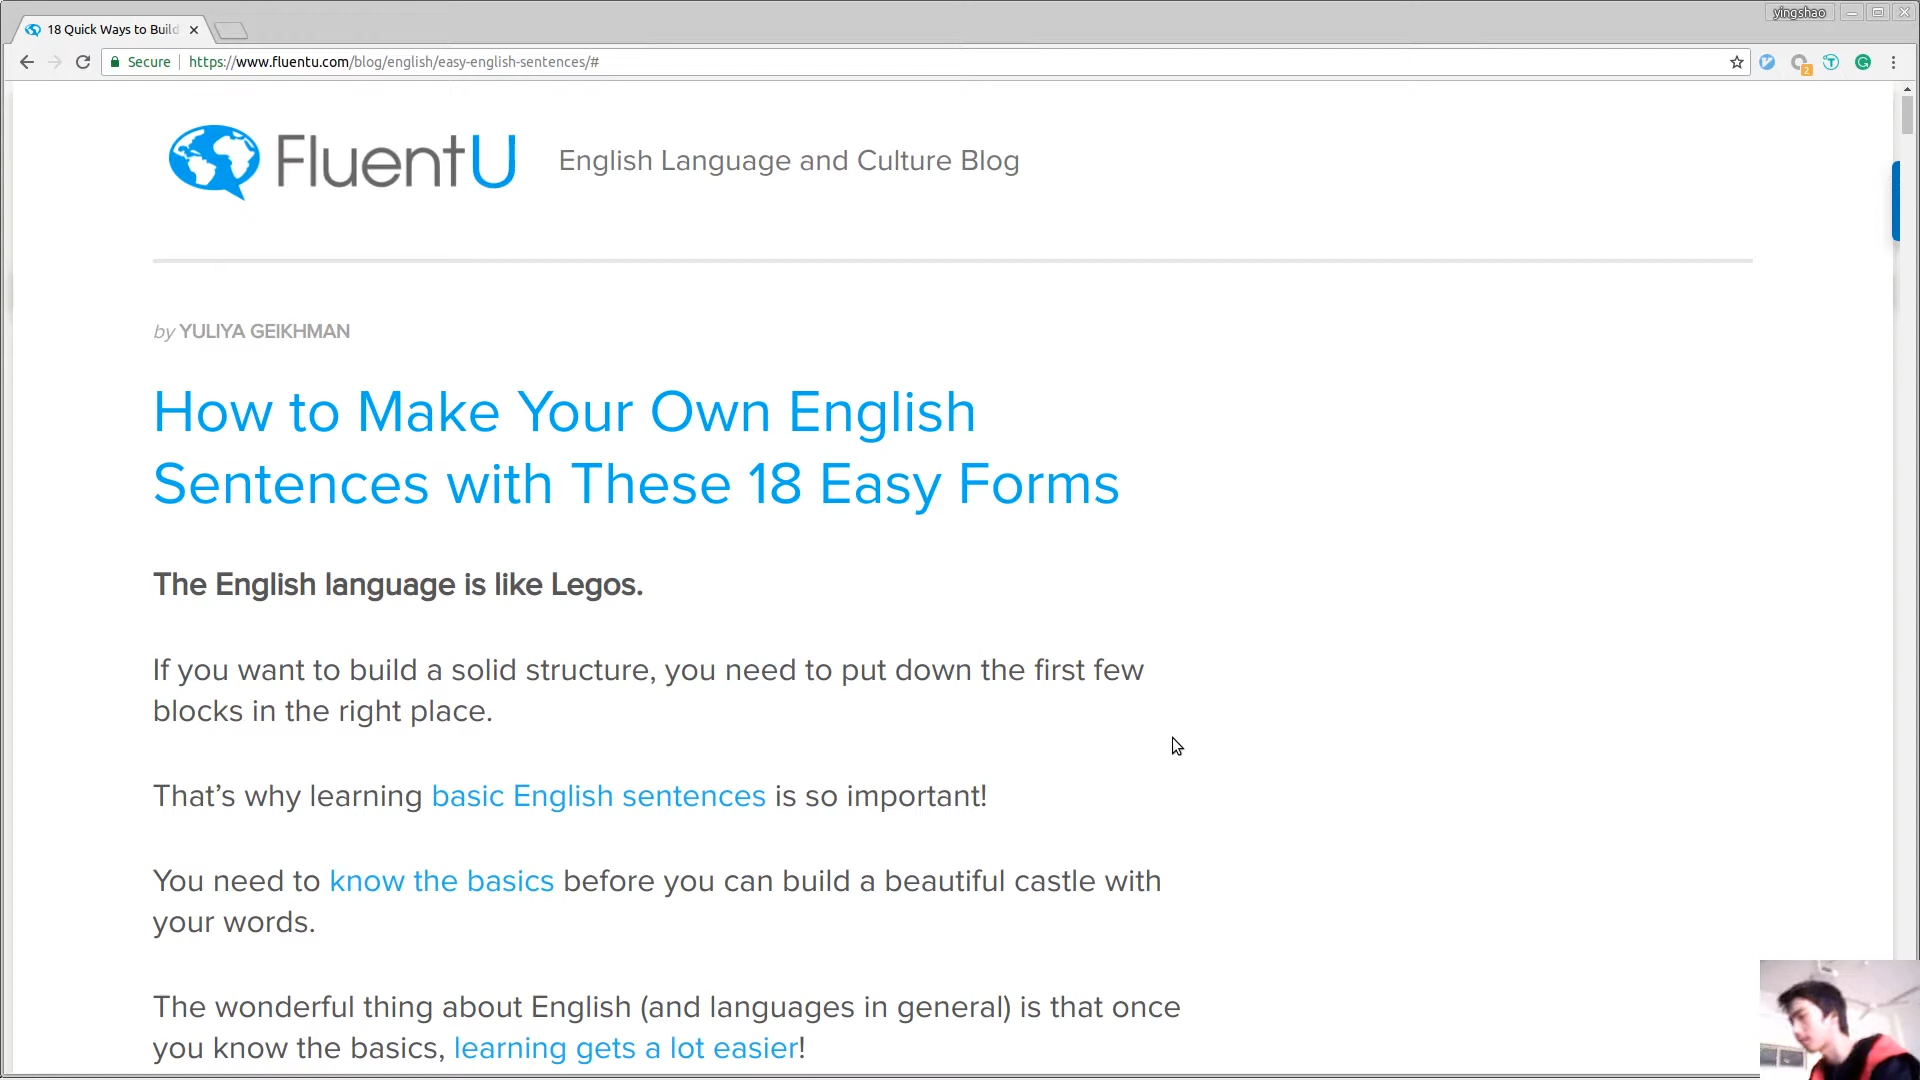 yingshao
18 Quick Ways to Build
Secure https://www.fluentu.com/blog/english/easy-english-sentences/#
2
FluentU English Language and Culture Blog
by YULIYA GEIKHMAN
How to Make Your Own English
Sentences with These 18 Easy Forms
The English language is like Legos.
If you want to build a solid structure, you need to put down the first few
blocks in the right place.
That’s why learning basic English sentences is so important!
You need to know the basics before you can build a beautiful castle with
your words.
The wonderful thing about English (and languages in general) is that once
you know the basics, learning gets a lot easier!